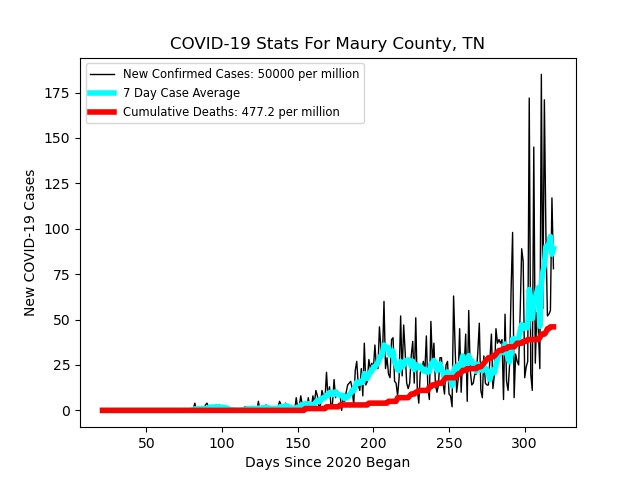 COVID-19 Stats For Maury County, TN
New Confirmed Cases: 50000 per million
7 Day Case Average
Cumulative Deaths: 477.2 per million
New COVID-19 Cases
175
150
125
100
75
50
25
0
50 100 150 200 250 300
Days Since 2020 Began